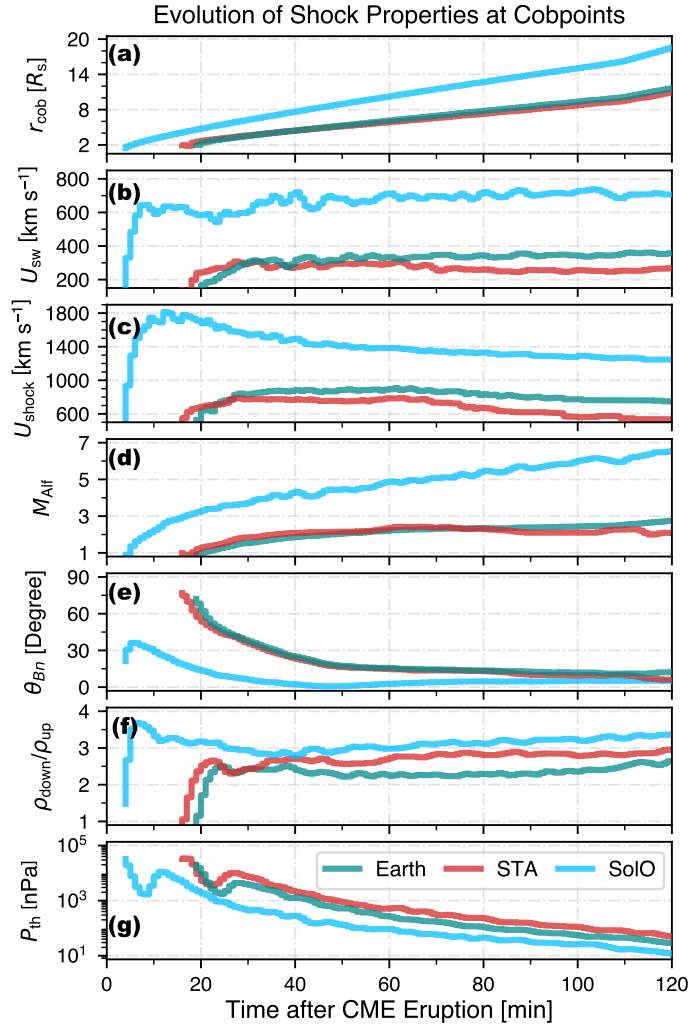 Evolution of Shock Properties at Cobpoints
(a)
r_cob [R_s]
20
14
8
2
(b)
U_sw [km s⁻¹]
800
600
400
200
(c)
U_shock [km s⁻¹]
1800
1400
1000
600
(d)
M_Alf
7
5
3
1
(e)
θ_Bn [Degree]
90
60
30
0
(f)
ρ_down/ρ_up
4
3
2
1
(g)
P_th [nPa]
10⁵
10³
10¹
Earth STA SolO
0 20 40 60 80 100 120
Time after CME Eruption [min]